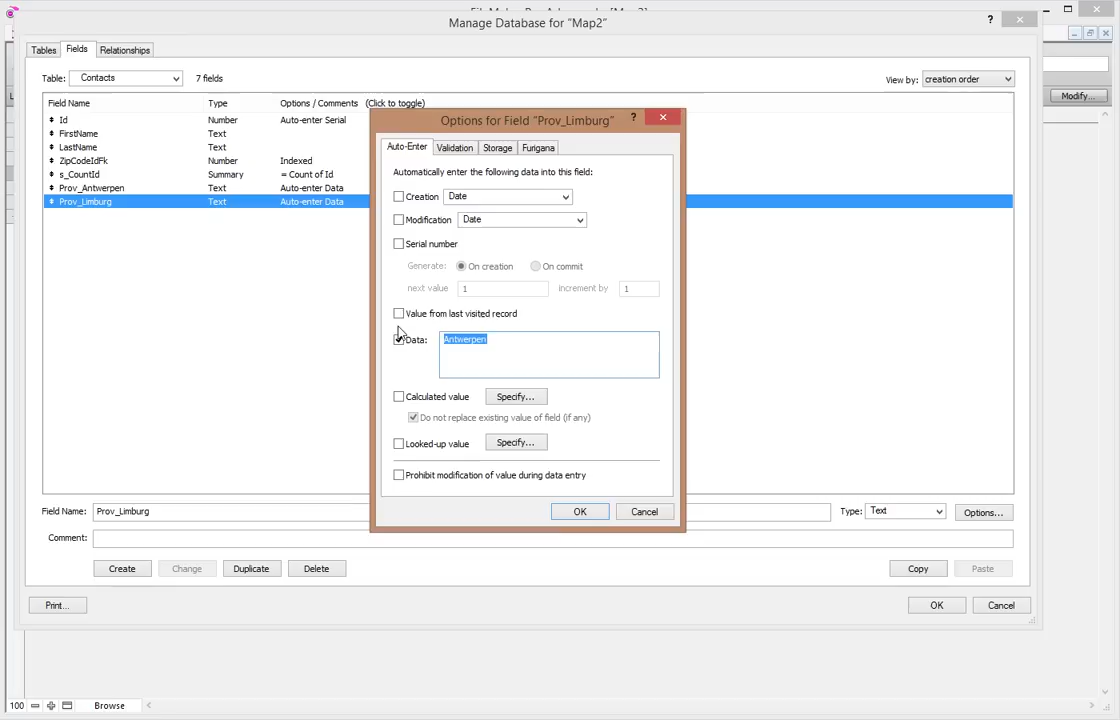 Manage Database for "Map2"
?
Tables Fields Relationships
Table: Contacts 7 fields
View by: creation order
Modify...
Field Name Type Options / Comments (Click to toggle)
Id Number Auto-enter Serial
FirstName Text
LastName Text
ZipCodeIdFk Number Indexed
s_CountId Summary = Count of Id
Prov_Antwerpen Text Auto-enter Data
Prov_Limburg Text Auto-enter Data
Options for Field "Prov_Limburg" ?
Auto-Enter Validation Storage Furigana
Automatically enter the following data into this field:
Creation Date
Modification Date
Serial number
Generate: On creation On commit
next value 1 increment by 1
Value from last visited record
Data: Antwerpen
Calculated value Specify...
Do not replace existing value of field (if any)
Looked-up value Specify...
Prohibit modification of value during data entry
OK Cancel
Field Name: Prov_Limburg Type: Text Options...
Comment:
Create Change Duplicate Delete Copy Paste
Print... OK Cancel
100 Browse